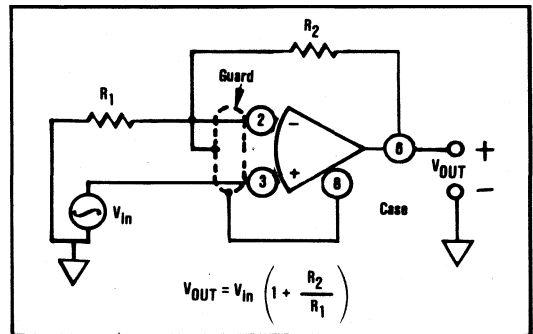 R2
Guard
R1
2
−
6
+
VOUT
−
3
+
8
Case
Vin
VOUT = Vin (1 + R2/R1)